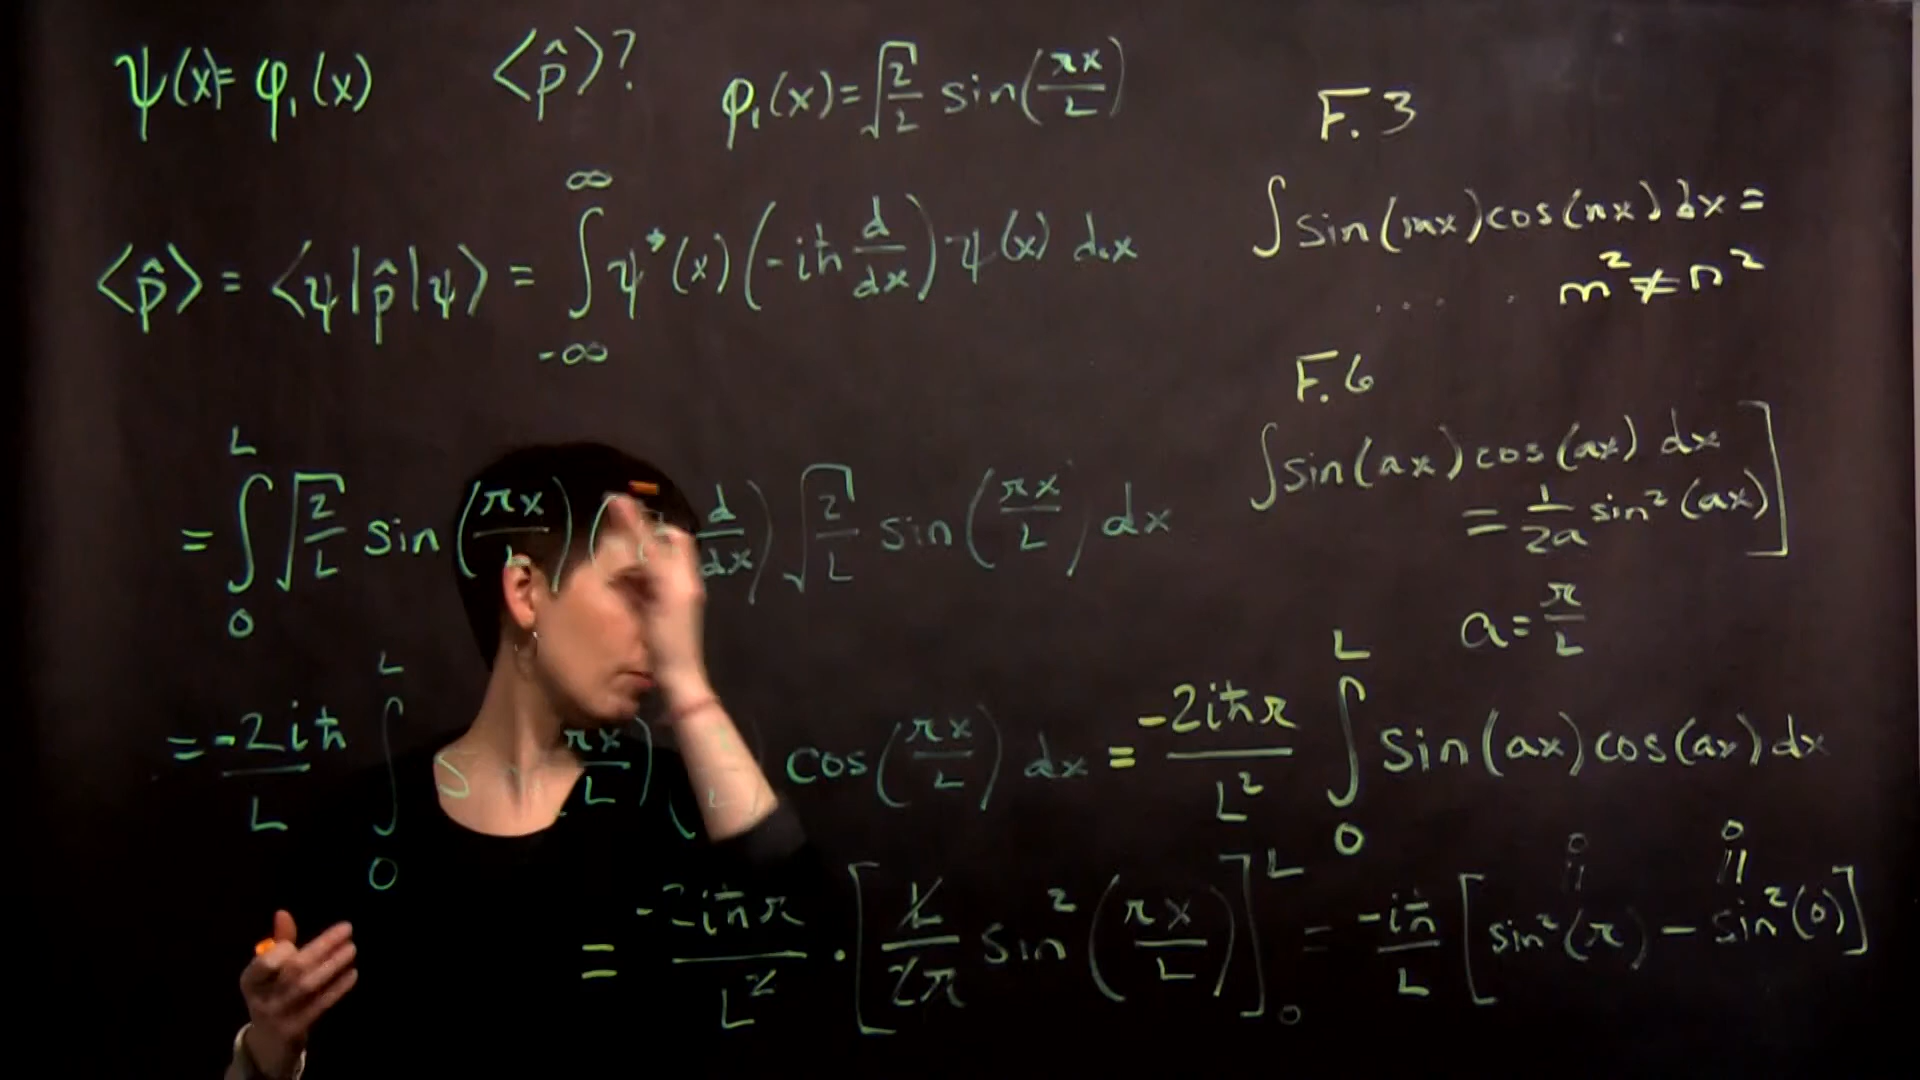 ψ(x)= φ₁(x) ⟨p̂⟩? φ₁(x)=√(2/L) sin(πx/L)
⟨p̂⟩ = ⟨ψ|p̂|ψ⟩ = ∫_{-∞}^{∞} ψ*(x)(-iħ d/dx)ψ(x) dx
= ∫_0^L √(2/L) sin(πx/L)( d/dx)√(2/L) sin(πx/L) dx
= -2iħ/L ∫_0^L (πx/L)( ) cos(πx/L) dx = -2iħπ/L² ∫_0^L sin(ax)cos(ax)dx
= -2iħπ/L² · [L/2π sin²(πx/L)]_0^L = -iħ/L [sin²(π) − sin²(0)]
0 0
= =
F.3
∫sin(mx)cos(nx)dx =
.... . m²≠n²
F.6
∫sin(ax)cos(ax) dx
= 1/2a sin²(ax)]
a=π/L